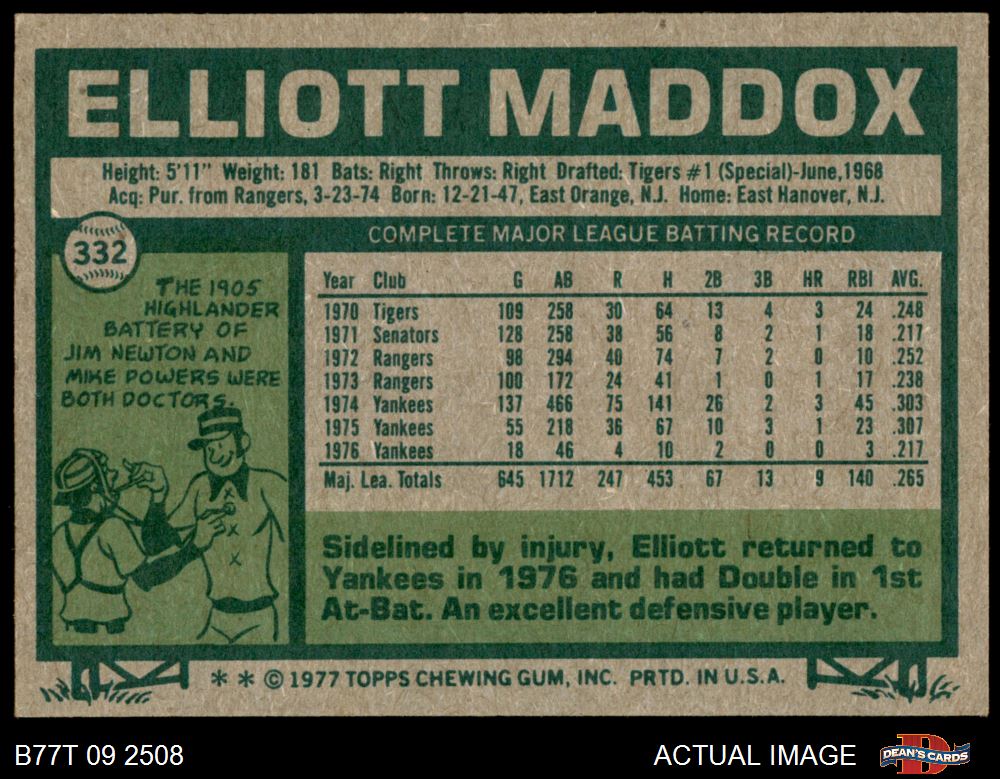 ELLIOTT MADDOX
Height: 5'11" Weight: 181 Bats: Right Throws: Right Drafted: Tigers #1 (Special)-June,1968
Acq: Pur. from Rangers, 3-23-74 Born: 12-21-47, East Orange, N.J. Home: East Hanover, N.J.
332
THE 1905
HIGHLANDER
BATTERY OF
JIM NEWTON AND
MIKE POWERS WERE
BOTH DOCTORS.
COMPLETE MAJOR LEAGUE BATTING RECORD
Year Club G AB R H 2B 3B HR RBI AVG.
1970 Tigers 109 258 30 64 13 4 3 24 .248
1971 Senators 128 258 38 56 8 2 1 18 .217
1972 Rangers 98 294 40 74 7 2 0 10 .252
1973 Rangers 100 172 24 41 1 0 1 17 .238
1974 Yankees 137 466 75 141 26 2 3 45 .303
1975 Yankees 55 218 36 67 10 3 1 23 .307
1976 Yankees 18 46 4 10 2 0 0 3 .217
Maj. Lea. Totals 645 1712 247 453 67 13 9 140 .265
Sidelined by injury, Elliott returned to
Yankees in 1976 and had Double in 1st
At-Bat. An excellent defensive player.
* * © 1977 TOPPS CHEWING GUM, INC. PRTD. IN U.S.A.
B77T 09 2508
ACTUAL IMAGE
D
DEAN'S CARDS